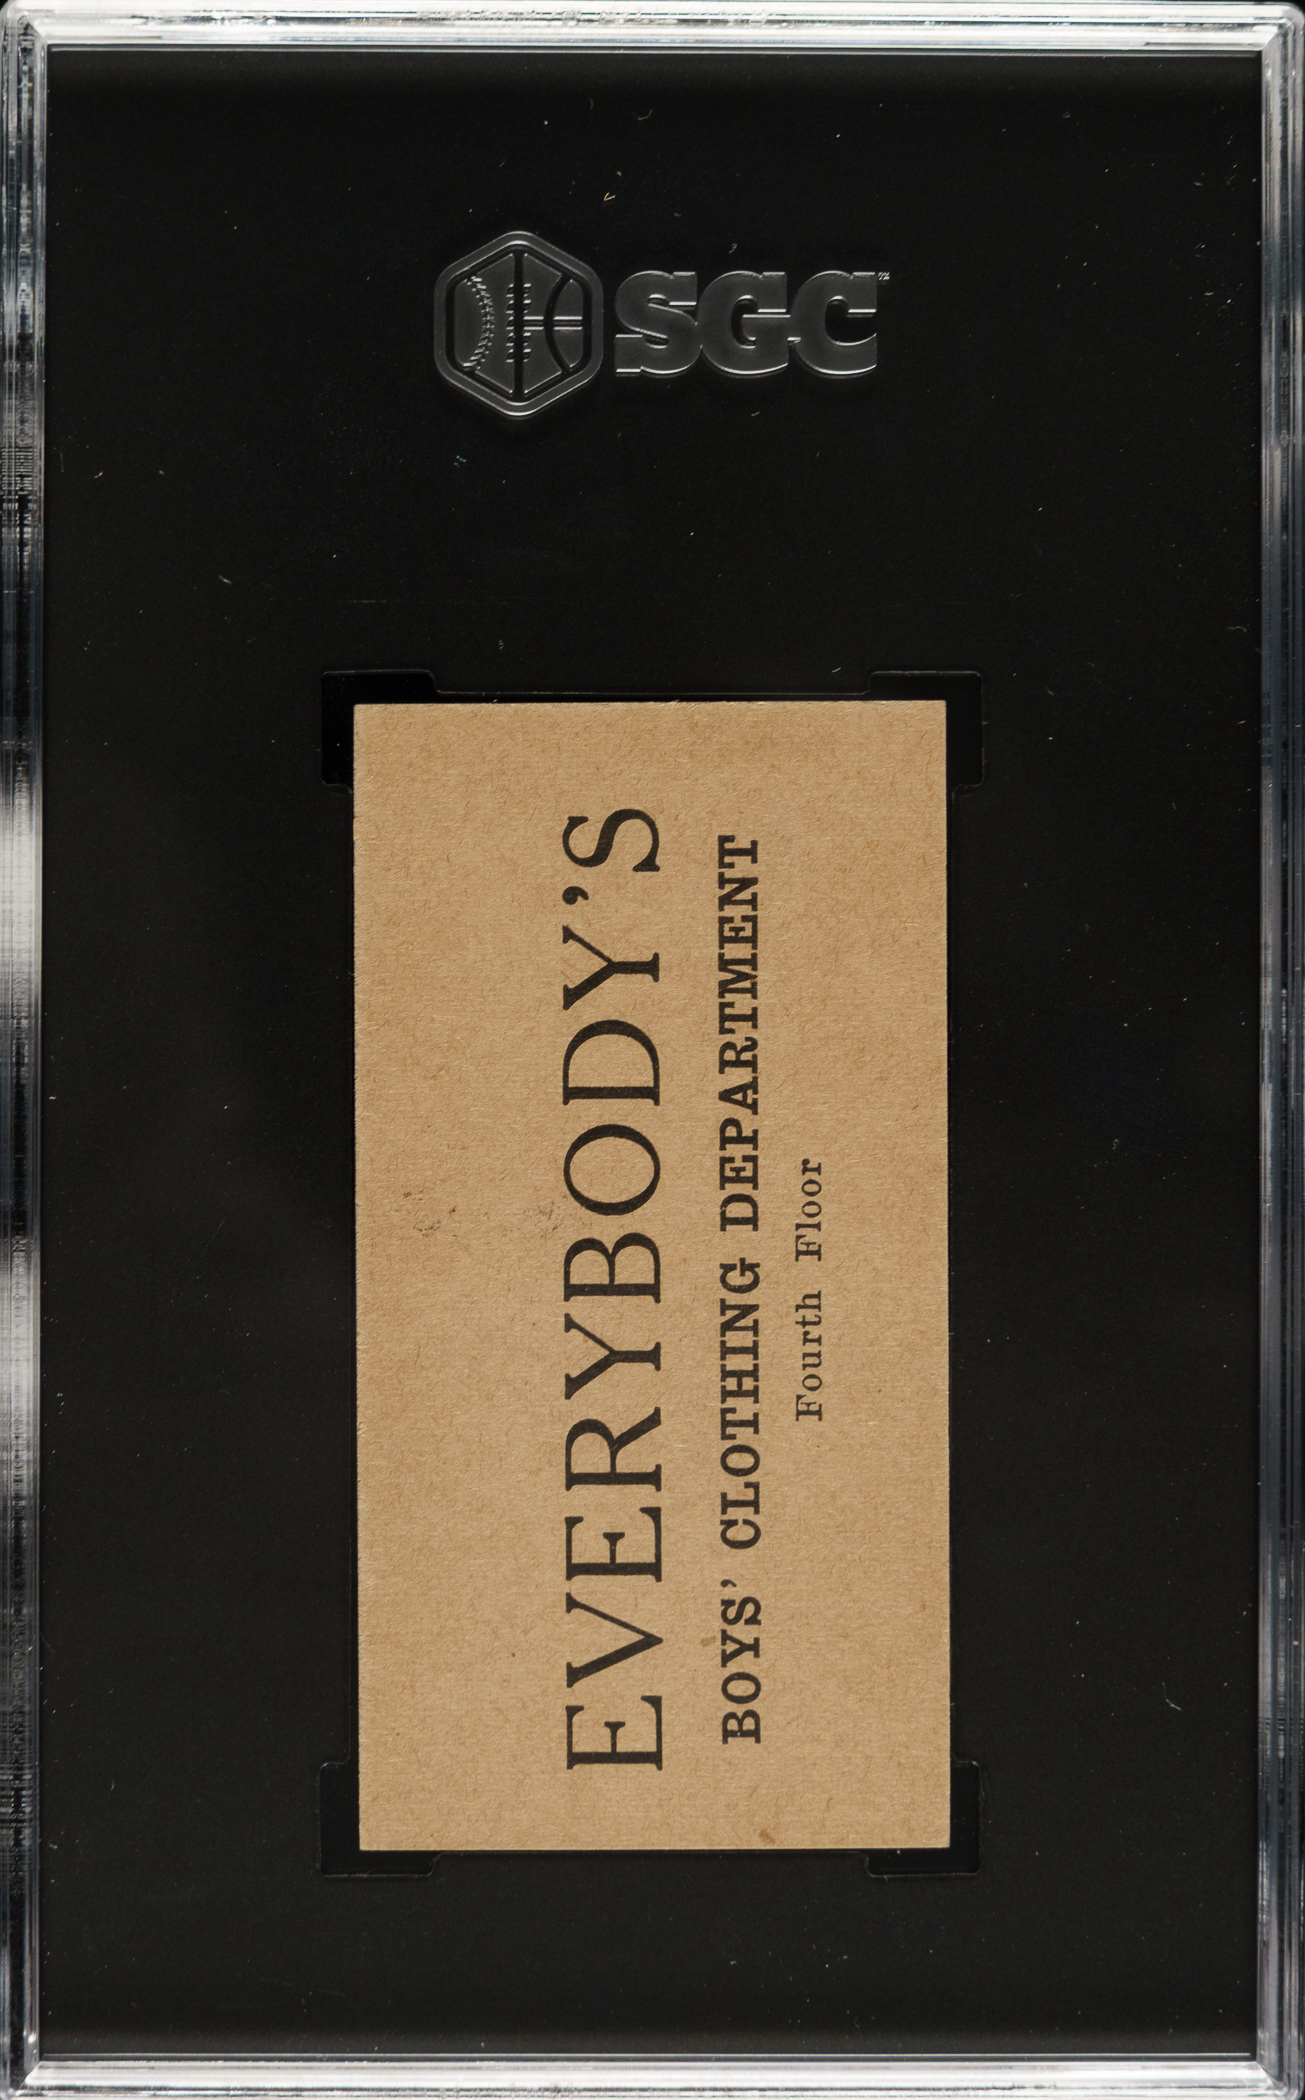 SGC
EVERYBODY'S
BOYS' CLOTHING DEPARTMENT
Fourth Floor